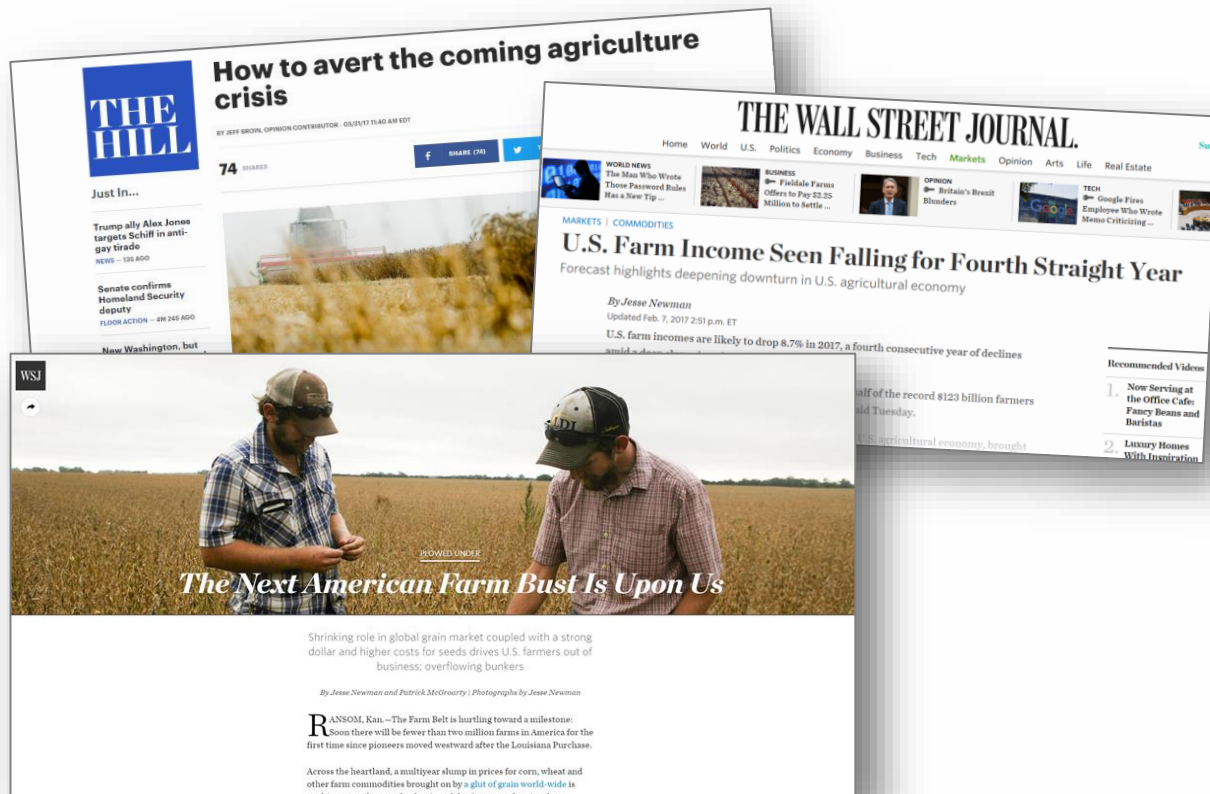 THE
HILL
How to avert the coming agriculture
crisis
BY JEFF BROIN, OPINION CONTRIBUTOR - 03/31/17 11:40 AM EDT
74 SHARES
SHARE (74)
Just In...
Trump ally Alex Jones
targets Schiff in anti-
gay tirade
NEWS — 13S AGO
Senate confirms
Homeland Security
deputy
FLOOR ACTION — 4M 24S AGO
New Washington, but
THE WALL STREET JOURNAL.
Home World U.S. Politics Economy Business Tech Markets Opinion Arts Life Real Estate
WORLD NEWS
The Man Who Wrote
Those Password Rules
Has a New Tip ...
BUSINESS
Fieldale Farms
Offers to Pay $2.25
Million to Settle ...
OPINION
Britain's Brexit
Blunders
Google
TECH
Google Fires
Employee Who Wrote
Memo Criticizing ...
MARKETS | COMMODITIES
U.S. Farm Income Seen Falling for Fourth Straight Year
Forecast highlights deepening downturn in U.S. agricultural economy
By Jesse Newman
Updated Feb. 7, 2017 2:51 p.m. ET
U.S. farm incomes are likely to drop 8.7% in 2017, a fourth consecutive year of declines
half of the record $123 billion farmers
said Tuesday.
U.S. agricultural economy, brought
Recommended Videos
1. Now Serving at
the Office Cafe:
Fancy Beans and
Baristas
2. Luxury Homes
With Inspiration
WSJ
LDI
PLOWED UNDER
The Next American Farm Bust Is Upon Us
Shrinking role in global grain market coupled with a strong
dollar and higher costs for seeds drives U.S. farmers out of
business; overflowing bunkers
By Jesse Newman and Patrick McGroarty | Photographs by Jesse Newman
RANSOM, Kan.—The Farm Belt is hurtling toward a milestone:
Soon there will be fewer than two million farms in America for the
first time since pioneers moved westward after the Louisiana Purchase.
Across the heartland, a multiyear slump in prices for corn, wheat and
other farm commodities brought on by a glut of grain world-wide is